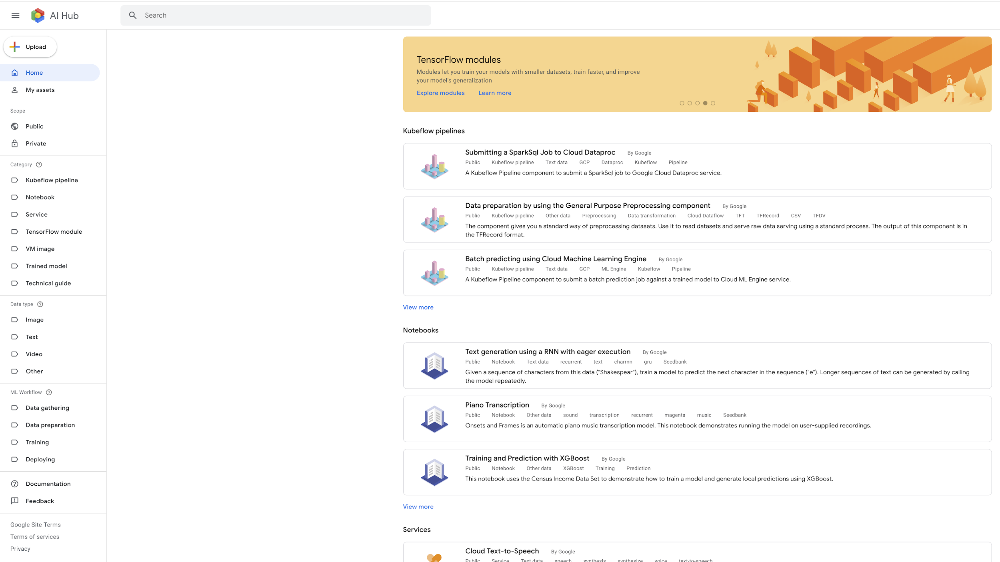 AI Hub
Search
Upload
Home
My assets
Scope
Public
Private
Category
Kubeflow pipeline
Notebook
Service
TensorFlow module
VM image
Trained model
Technical guide
Data type
Image
Text
Video
Other
ML Workflow
Data gathering
Data preparation
Training
Deploying
Documentation
Feedback
Google Site Terms
Terms of services
Privacy
TensorFlow modules
Modules let you train your models with smaller datasets, train faster, and improve
your model's generalization
Explore modules Learn more
Kubeflow pipelines
Submitting a SparkSql Job to Cloud Dataproc By Google
Public Kubeflow pipeline Text data GCP Dataproc Kubeflow Pipeline
A Kubeflow Pipeline component to submit a SparkSql job to Google Cloud Dataproc service.
Data preparation by using the General Purpose Preprocessing component By Google
Public Kubeflow pipeline Other data Preprocessing Data transformation Cloud Dataflow TFT TFRecord CSV TFDV
The component gives you a standard way of preprocessing datasets. Use it to read datasets and serve raw data serving using a standard process. The output of this component is in
the TFRecord format.
Batch predicting using Cloud Machine Learning Engine By Google
Public Kubeflow pipeline Text data GCP ML Engine Kubeflow Pipeline
A Kubeflow Pipeline component to submit a batch prediction job against a trained model to Cloud ML Engine service.
View more
Notebooks
Text generation using a RNN with eager execution By Google
Public Notebook Text data recurrent text charrnn gru Seedbank
Given a sequence of characters from this data ("Shakespear"), train a model to predict the next character in the sequence ("e"). Longer sequences of text can be generated by calling
the model repeatedly.
Piano Transcription By Google
Public Notebook Other data sound transcription recurrent magenta music Seedbank
Onsets and Frames is an automatic piano music transcription model. This notebook demonstrates running the model on user-supplied recordings.
Training and Prediction with XGBoost By Google
Public Notebook Other data XGBoost Training Prediction
This notebook uses the Census Income Data Set to demonstrate how to train a model and generate local predictions using XGBoost.
View more
Services
Cloud Text-to-Speech By Google
Public Service Text data speech synthesis synthesize voice text-to-speech